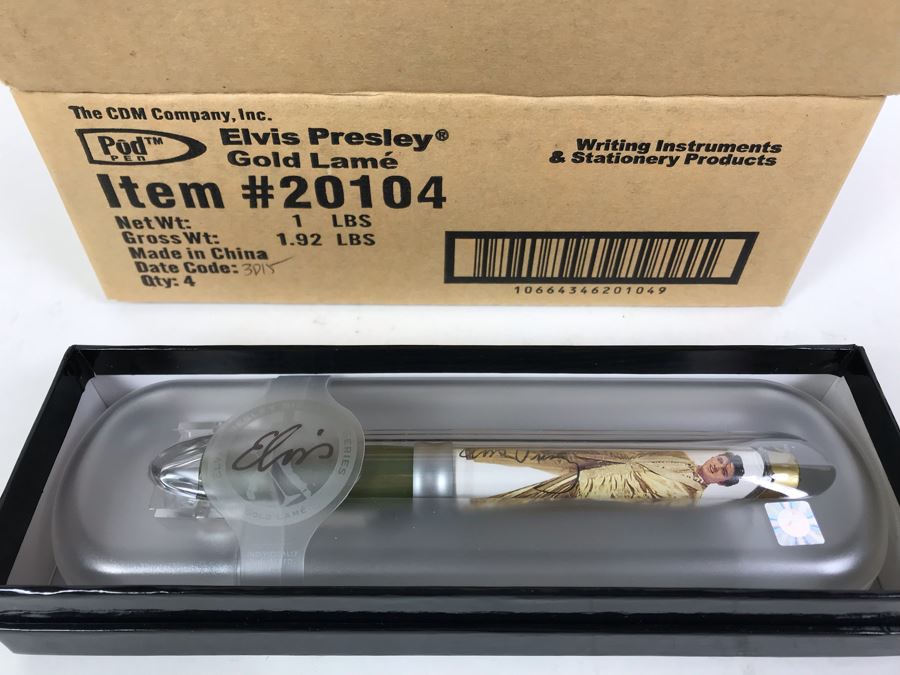 The CDM Company, Inc.
Pod™ PEN
Elvis Presley®
Gold Lamé
Writing Instruments
& Stationery Products
Item #20104
Net Wt: 1 LBS
Gross Wt: 1.92 LBS
Made in China
Date Code: 3D15
Qty: 4
10664346201049
Elvis
GOLD LAMÉ